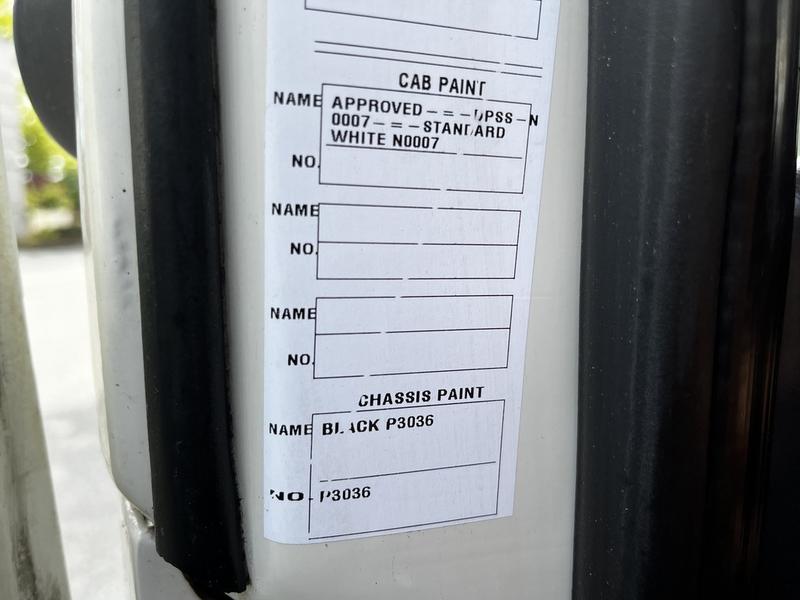 CAB PAINT
NAME APPROVED-=-DPSS-N
0007-=-STANDARD
WHITE N0007
NO.
NAME
NO.
NAME
NO.
CHASSIS PAINT
NAME BLACK P3036
NO. P3036